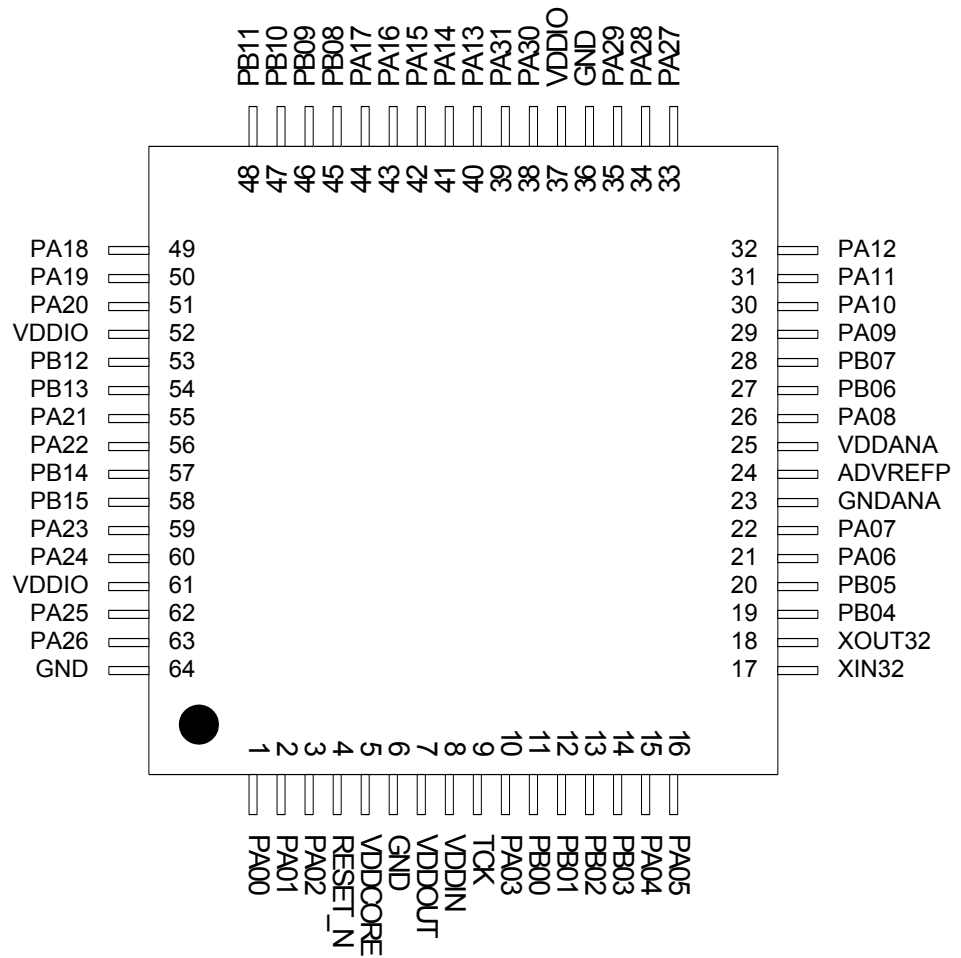 PB11
PB10
PB09
PB08
PA17
PA16
PA15
PA14
PA13
PA31
PA30
VDDIO
GND
PA29
PA28
PA27
48
47
46
45
44
43
42
41
40
39
38
37
36
35
34
33
PA18 49
PA19 50
PA20 51
VDDIO 52
PB12 53
PB13 54
PA21 55
PA22 56
PB14 57
PB15 58
PA23 59
PA24 60
VDDIO 61
PA25 62
PA26 63
GND 64
32 PA12
31 PA11
30 PA10
29 PA09
28 PB07
27 PB06
26 PA08
25 VDDANA
24 ADVREFP
23 GNDANA
22 PA07
21 PA06
20 PB05
19 PB04
18 XOUT32
17 XIN32
1
2
3
4
5
6
7
8
9
10
11
12
13
14
15
16
PA00
PA01
PA02
RESET_N
VDDCORE
GND
VDDOUT
VDDIN
TCK
PA03
PB00
PB01
PB02
PB03
PA04
PA05